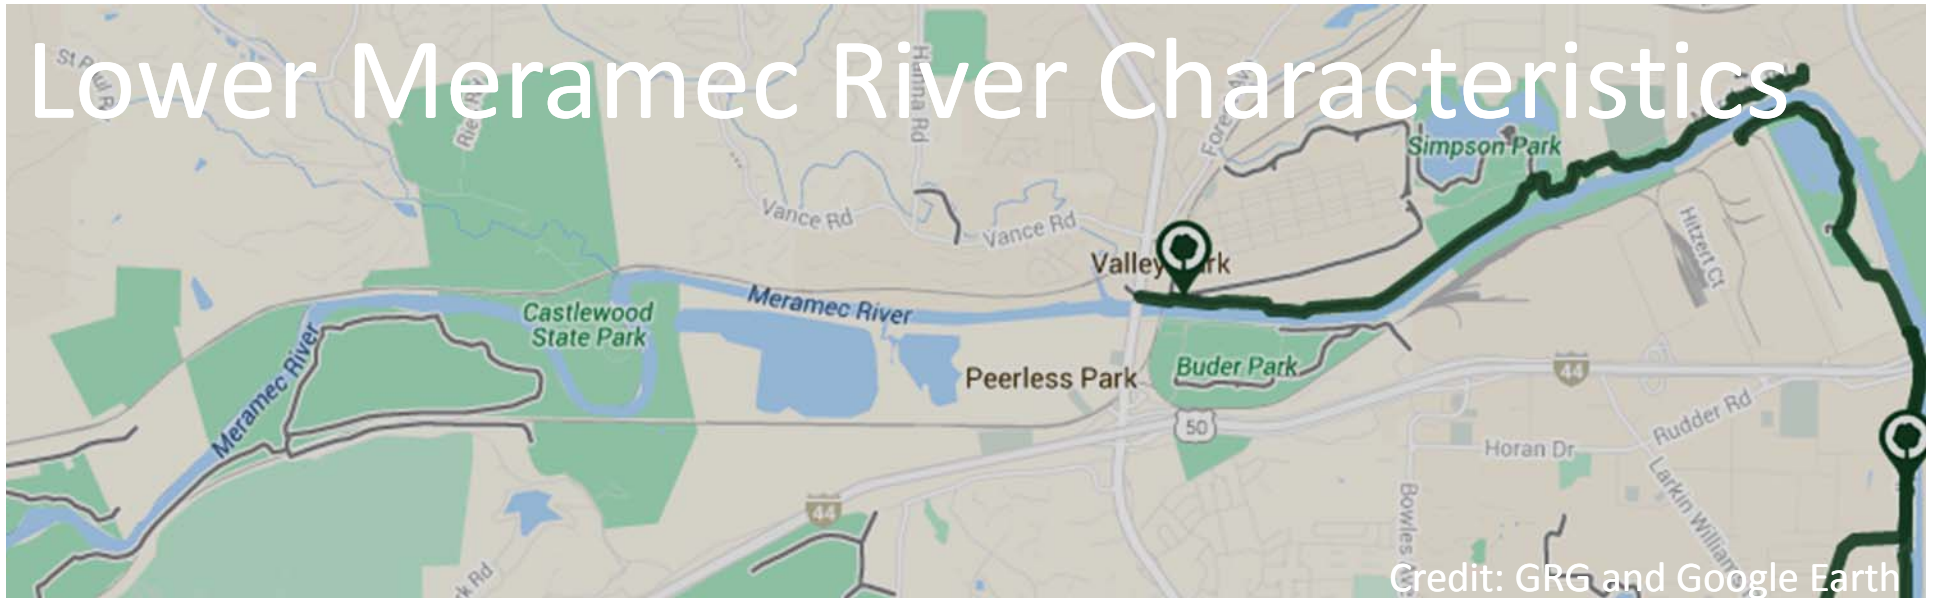 Lower Meramec River Characteristics
St Paul R
Hanna Rd
Simpson Park
Vance Rd
Vance Rd
Hitzert Ct
Valley Park
Meramec River
Castlewood
State Park
Meramec River
Peerless Park
Buder Park
44
50
Rudder Rd
Horan Dr
44
Larkin William
Bowles
k Rd
Credit: GRG and Google Earth